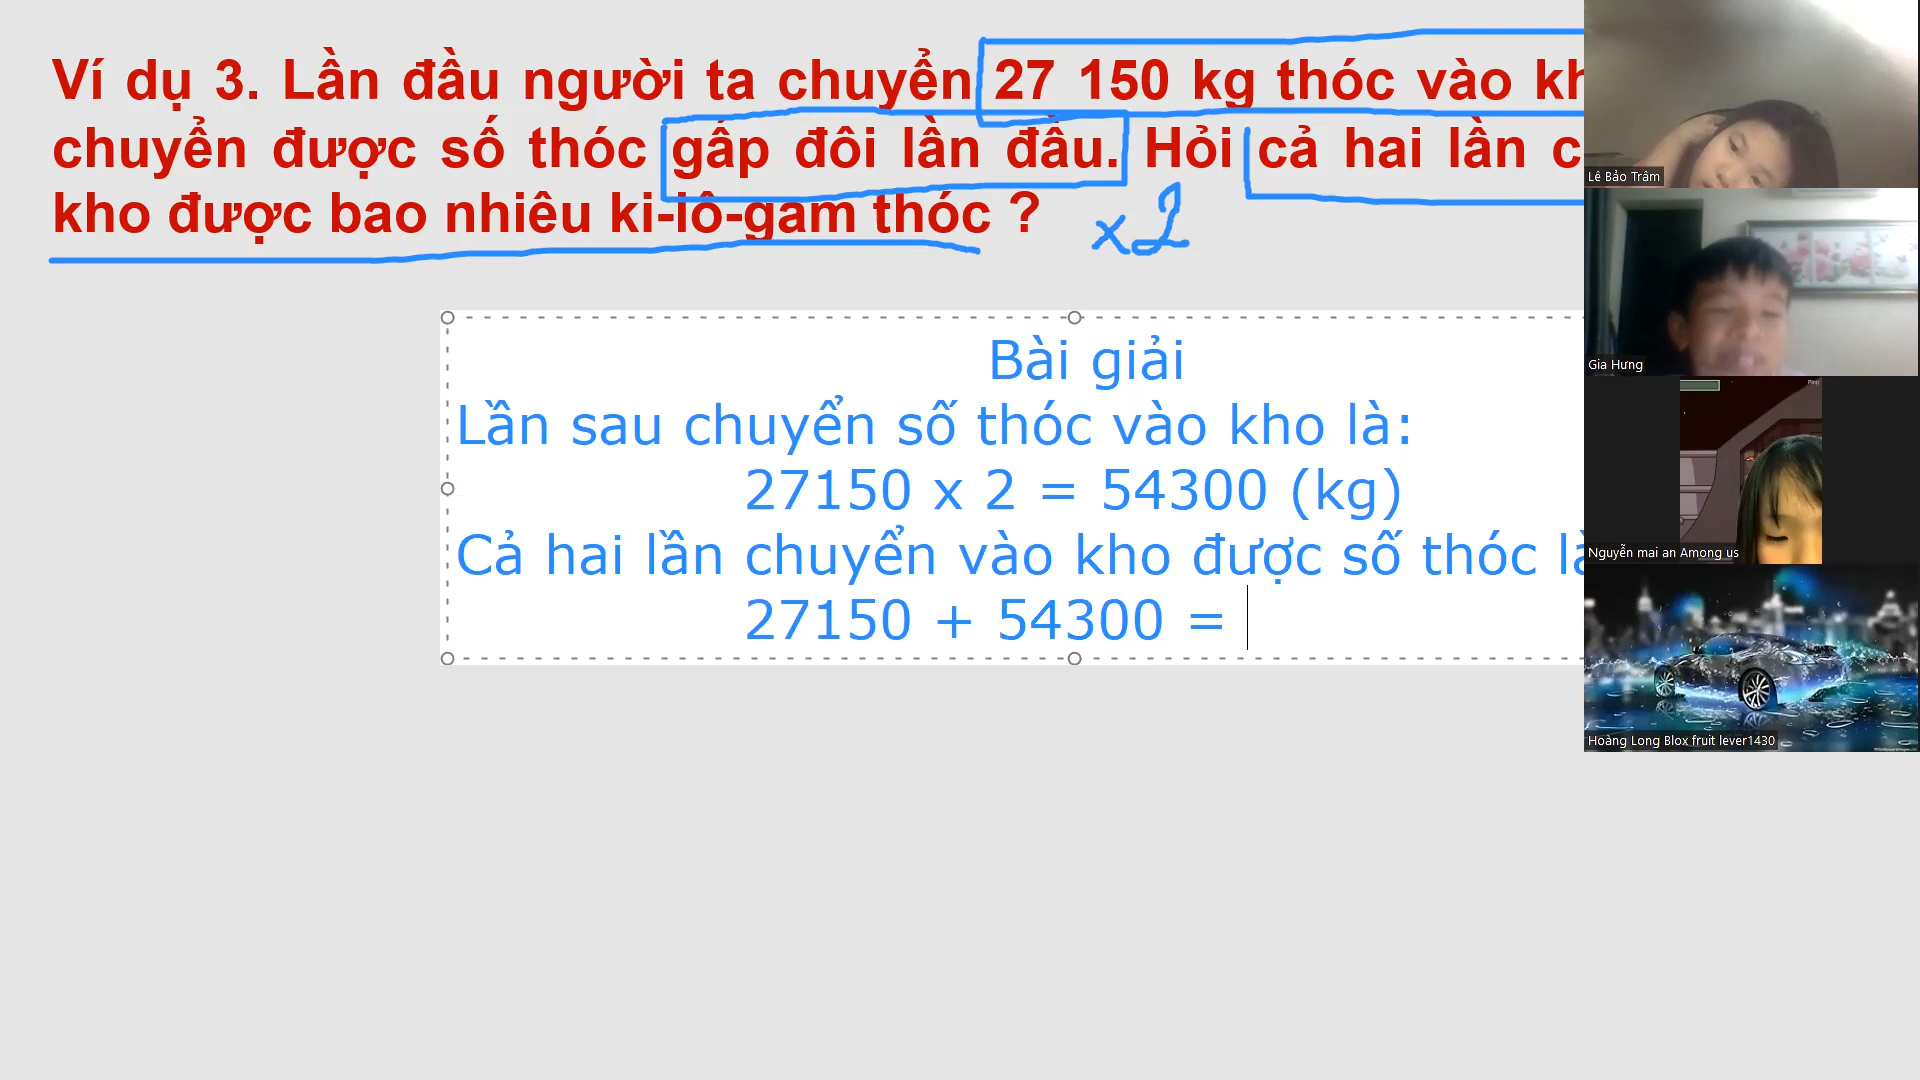 Ví dụ 3. Lần đầu người ta chuyển 27 150 kg thóc vào
chuyển được số thóc gấp đôi lần đầu. Hỏi cả hai lần
kho được bao nhiêu ki-lô-gam thóc ?
x2
Bài giải
Lần sau chuyển số thóc vào kho là:
27150 x 2 = 54300 (kg)
Cả hai lần chuyển vào kho được số thóc
27150 + 54300 =
Lê Bảo Trâm
Gia Hưng
Nguyễn mai an Among us
Hoàng Long Blox fruit lever1430